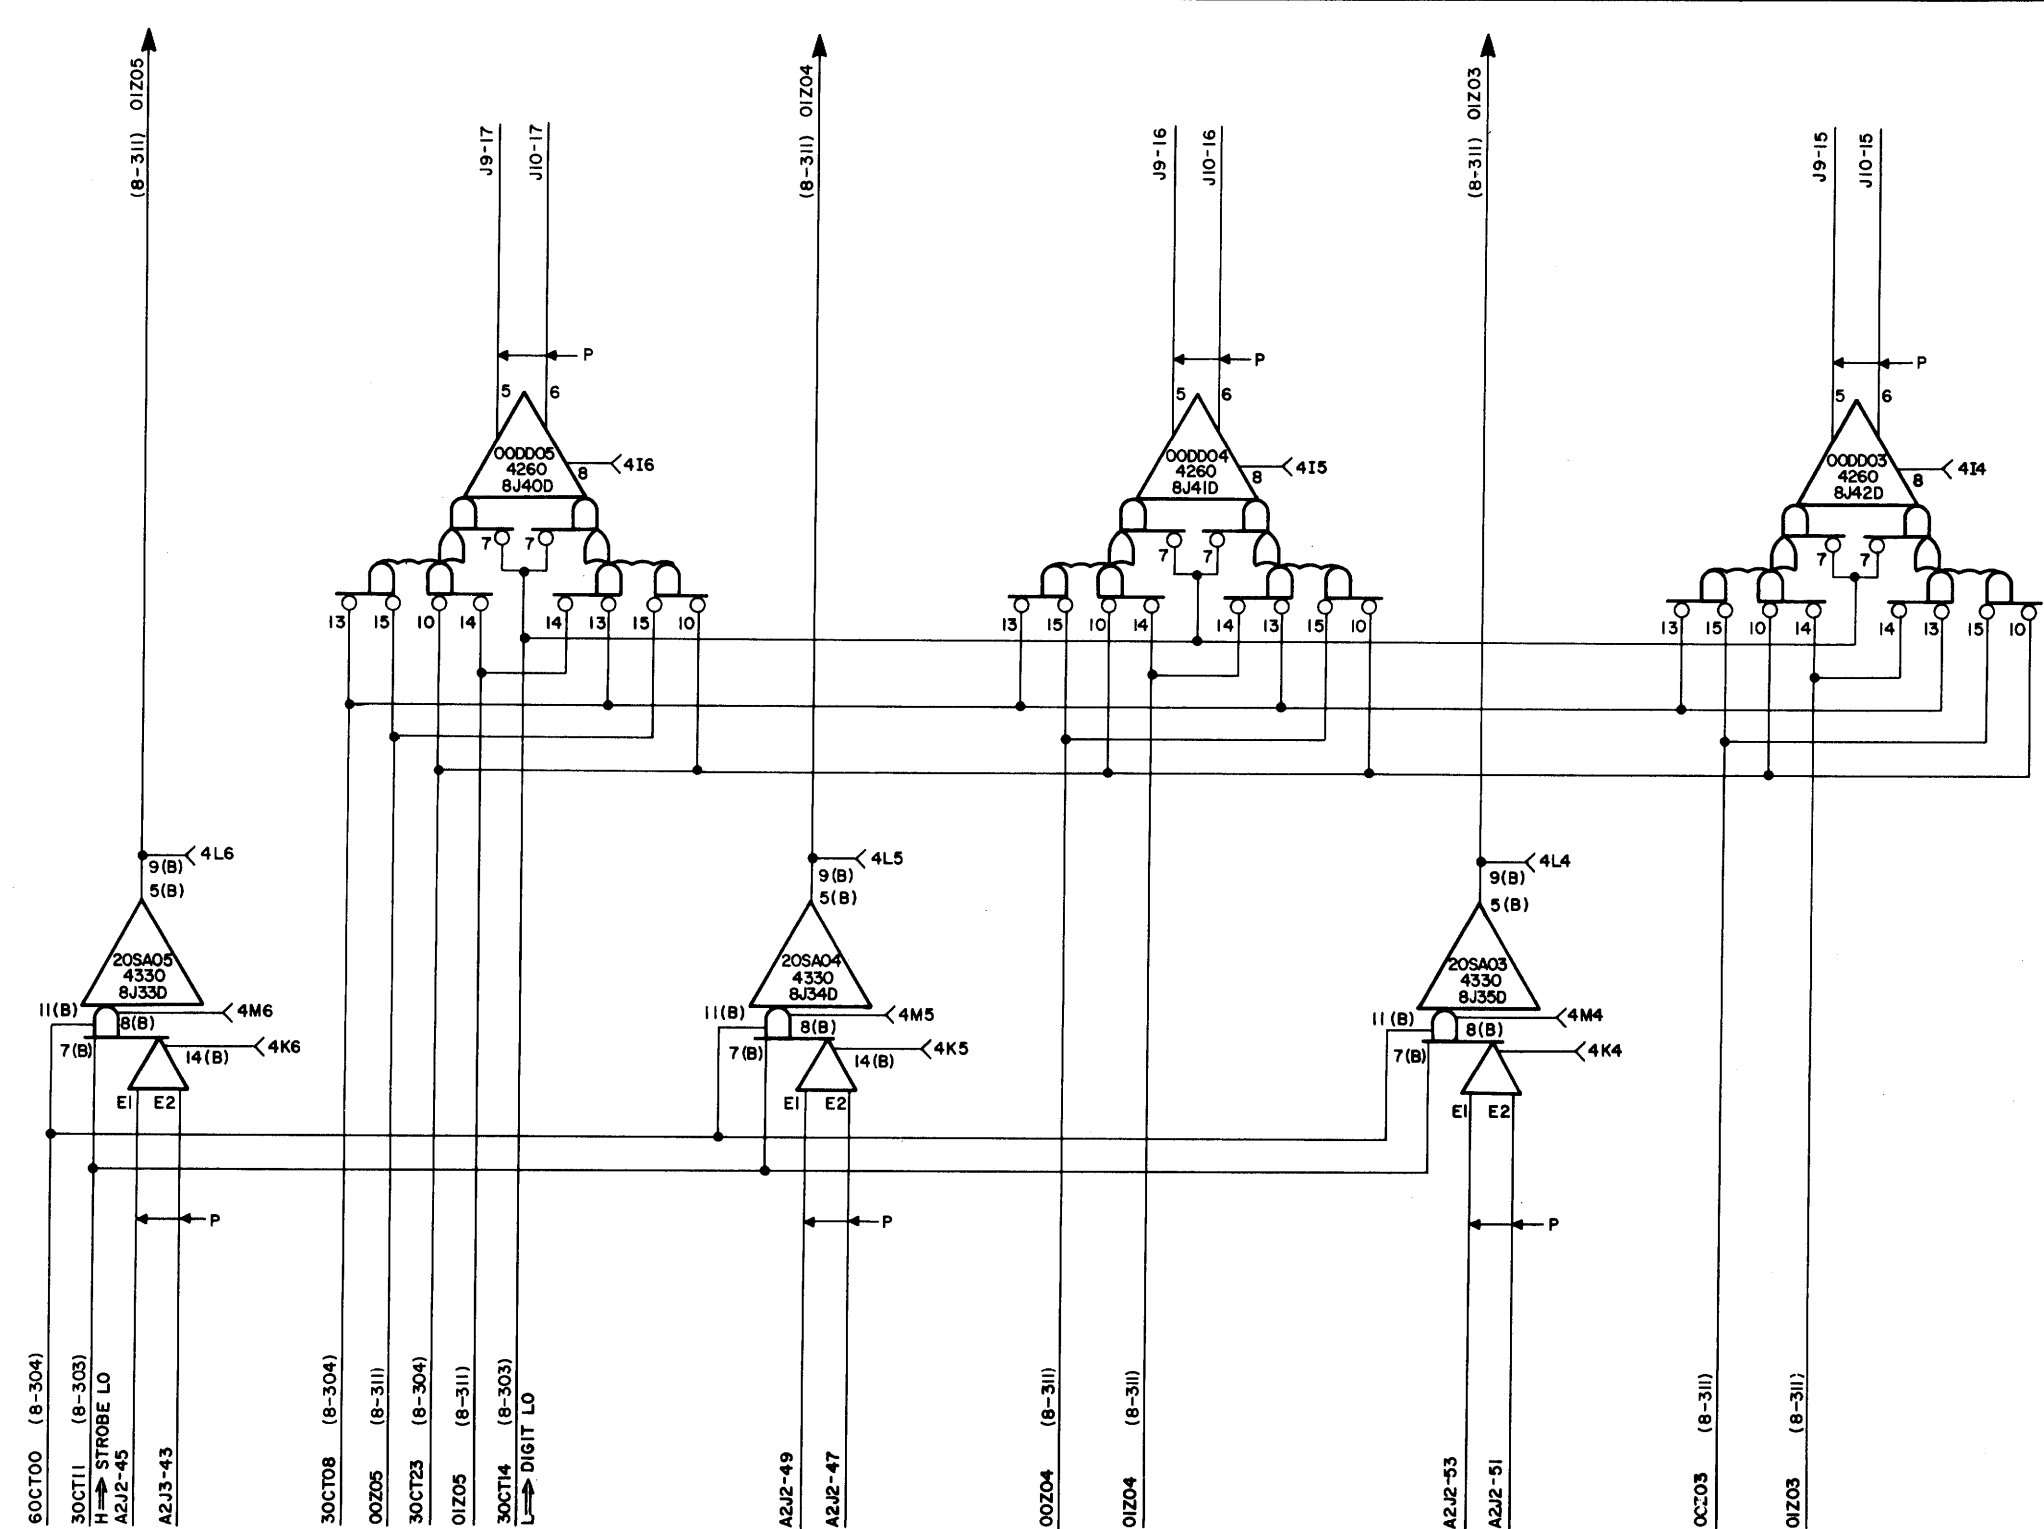 (8-311) 01Z05
(8-311) 01Z04
(8-311) 01Z03
J9-17
J10-17
J9-16
J10-16
J9-15
J10-15
P
P
P
5 6
5 6
5 6
00DD05
4260
8J40D
8
4I6
00DD04
4260
8J41D
8
4I5
00DD03
4260
8J42D
8
4I4
7 7
7 7
7 7
13 15 10 14 14 13 15 10
13 15 10 14 14 13 15 10
13 15 10 14 14 13 15 10
4L6
9(B)
5(B)
4L5
9(B)
5(B)
4L4
9(B)
5(B)
20SA05
4330
8J33D
11(B)
8(B)
4M6
7(B)
14(B)
4K6
E1 E2
20SA04
4330
8J34D
11(B)
8(B)
4M5
7(B)
14(B)
4K5
E1 E2
20SA03
4330
8J35D
11(B)
8(B)
4M4
7(B)
4K4
E1 E2
P
P
P
60CT00 (8-304)
30CT11 (8-303)
H⇒STROBE LO
A2J2-45
A2J3-43
30CT08 (8-304)
00Z05 (8-311)
30CT23 (8-304)
01Z05 (8-311)
30CT14 (8-303)
L⇒DIGIT LO
A2J2-49
A2J2-47
00Z04 (8-311)
01Z04 (8-311)
A2J2-53
A2J2-51
00Z03 (8-311)
01Z03 (8-311)